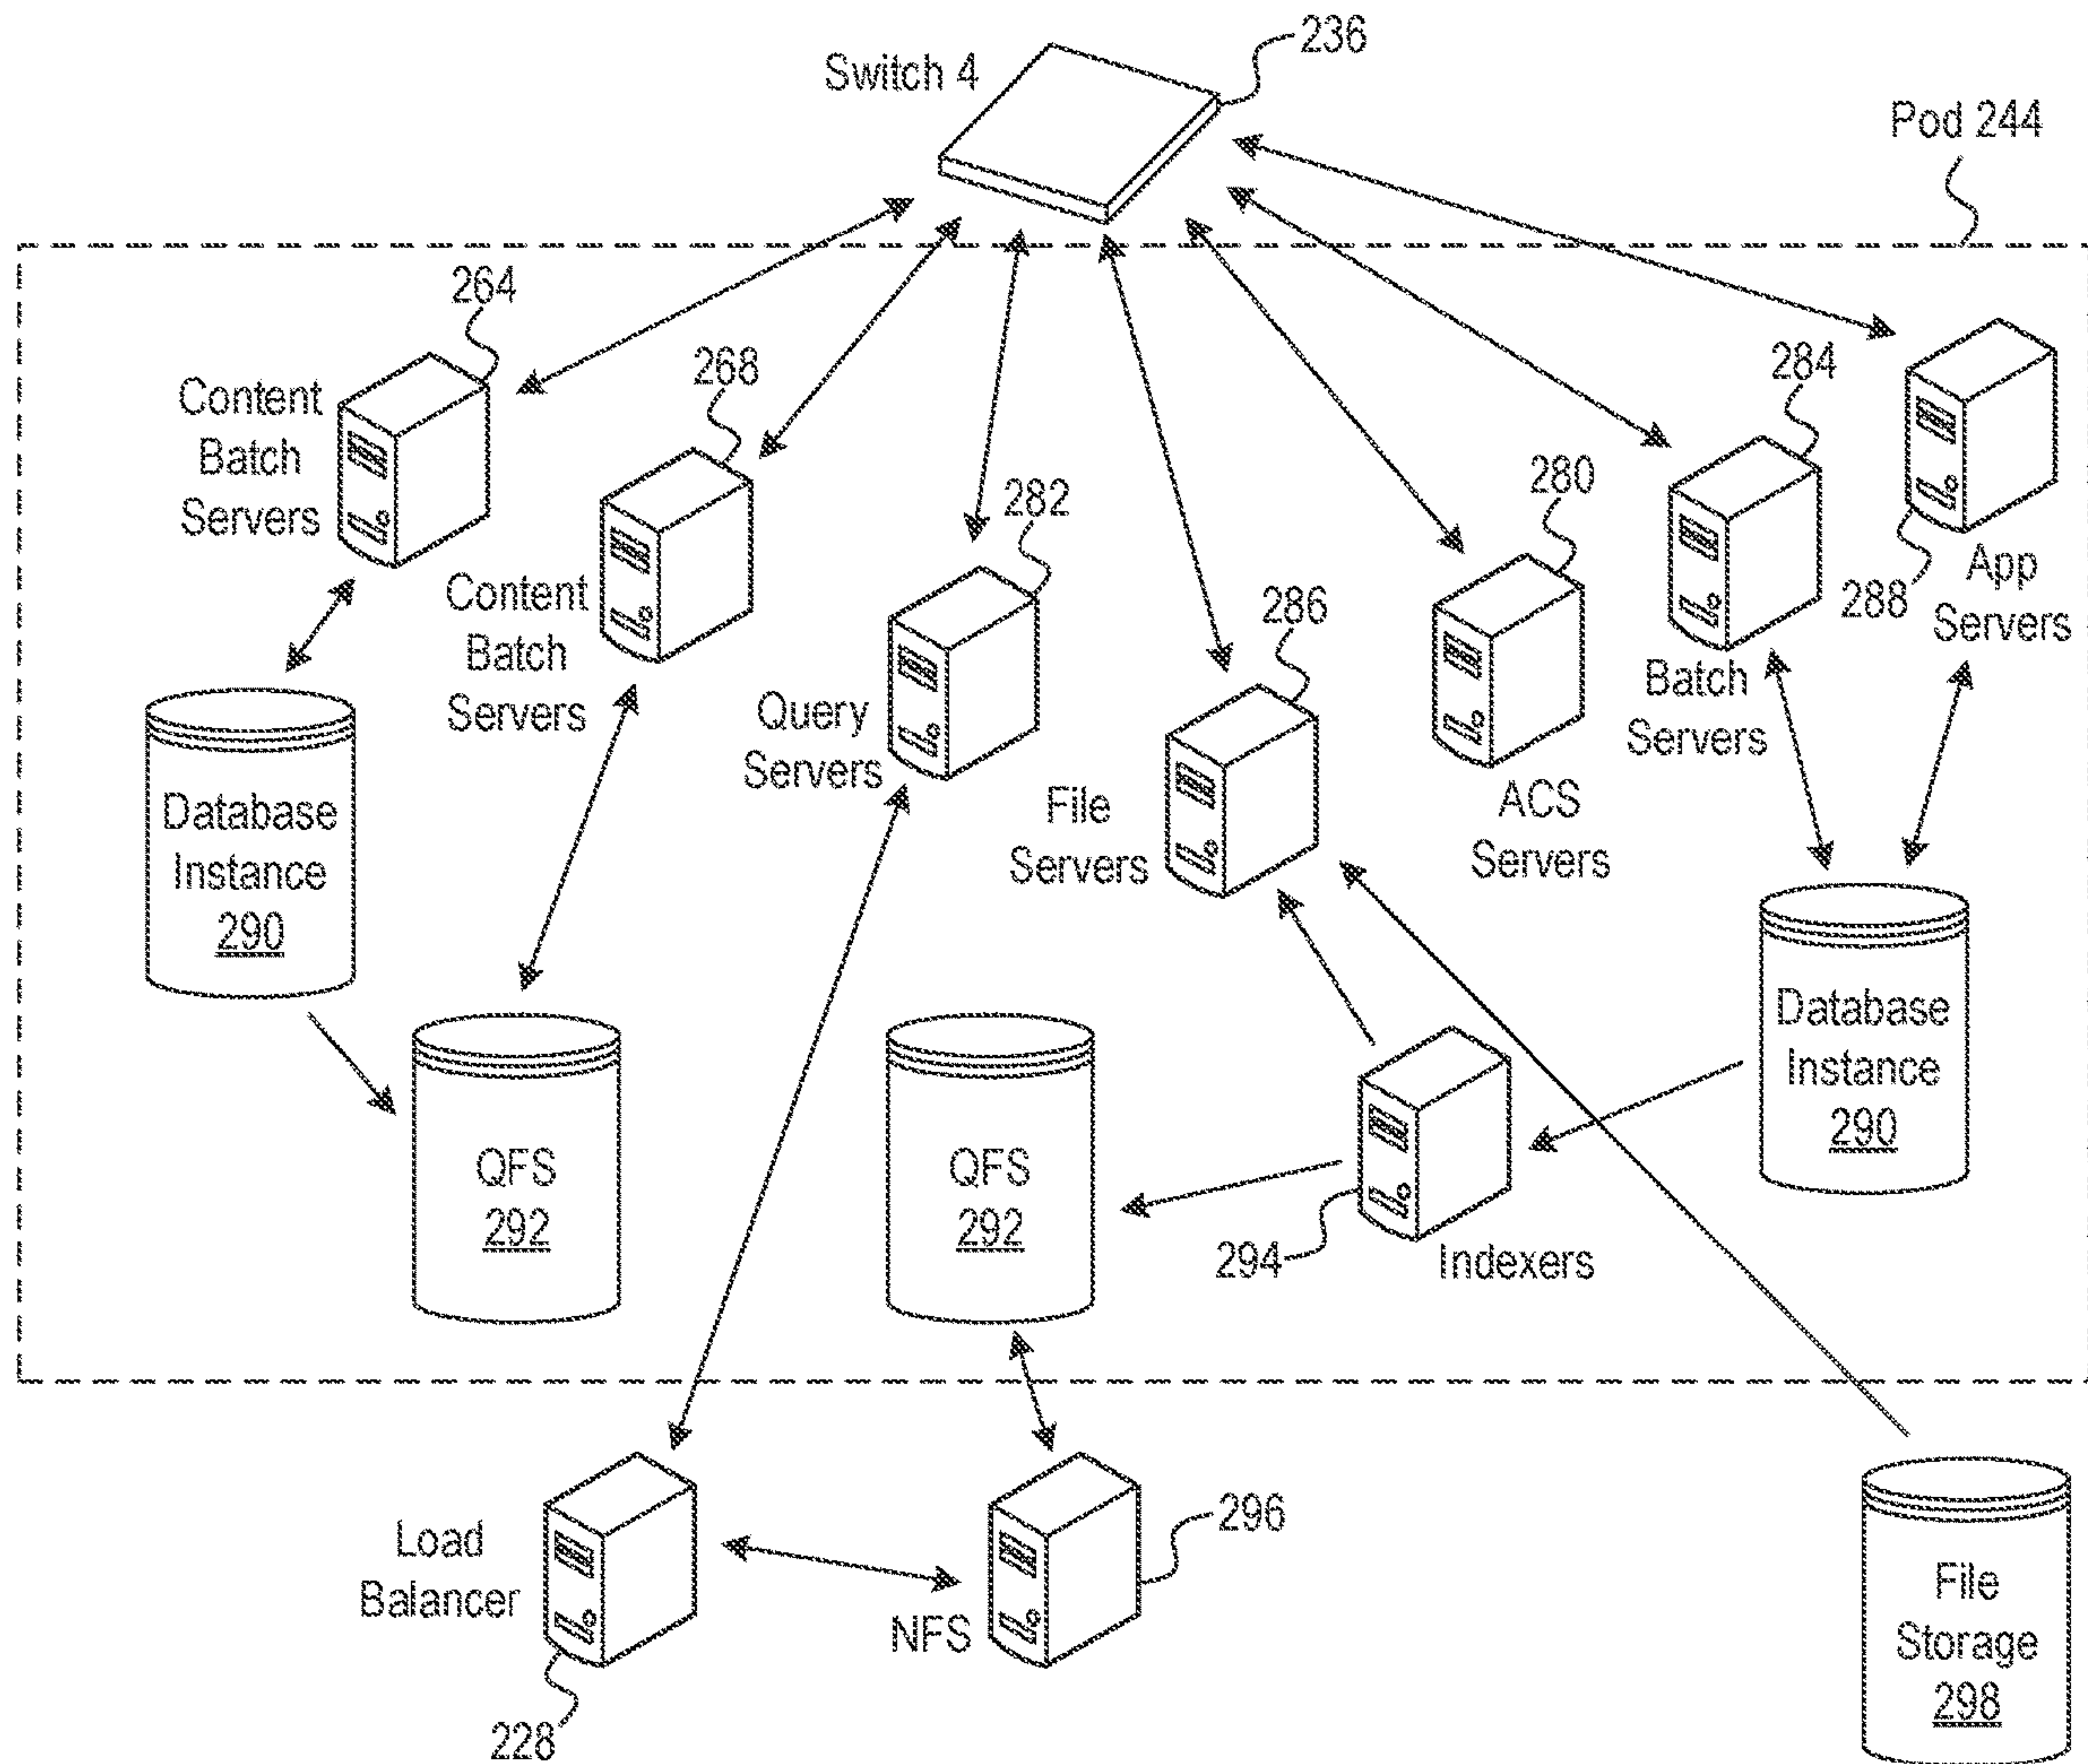 236
Switch 4
Pod 244
264
Content
Batch
Servers
268
Content
Batch
Servers
282
Query
Servers
286
File
Servers
280
ACS
Servers
284
Batch
Servers
288
App
Servers
Database
Instance
290
QFS
292
QFS
292
294
Indexers
Database
Instance
290
Load
Balancer
228
NFS
296
File
Storage
298